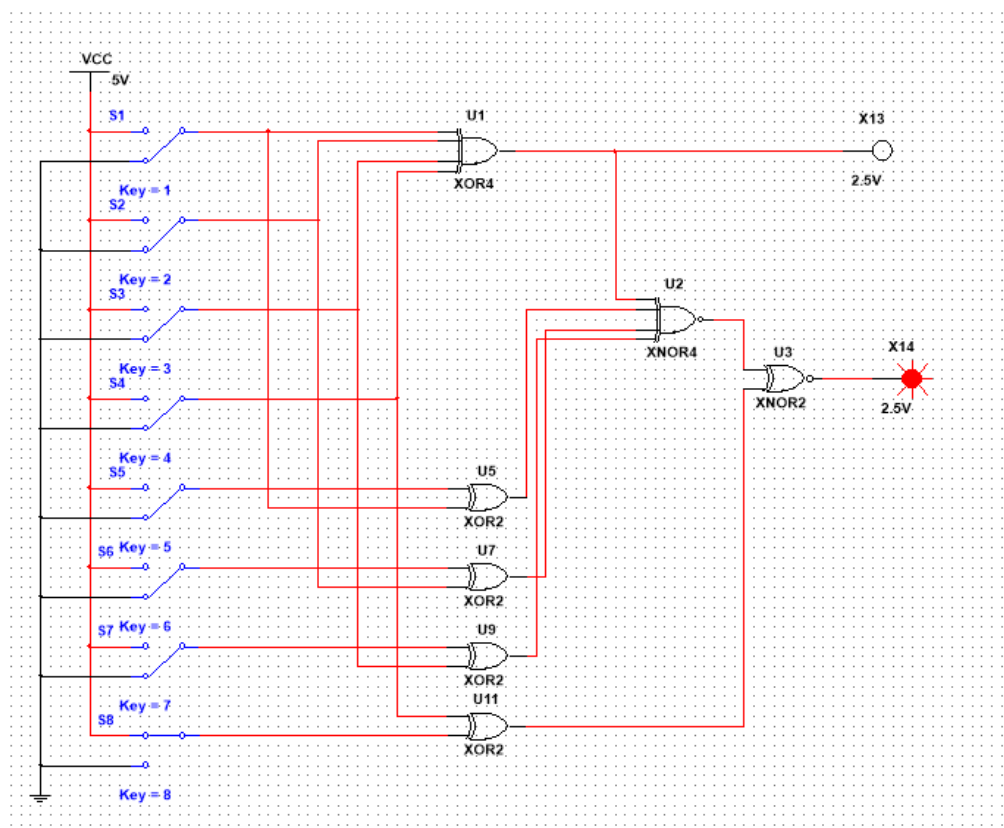 VCC
5V
S1
Key = 1
S2
Key = 2
S3
Key = 3
S4
Key = 4
S5
Key = 5
S6
Key = 6
S7
Key = 7
S8
Key = 8
U1
XOR4
X13
2.5V
U2
XNOR4
U3
XNOR2
X14
2.5V
U5
XOR2
U7
XOR2
U9
XOR2
U11
XOR2